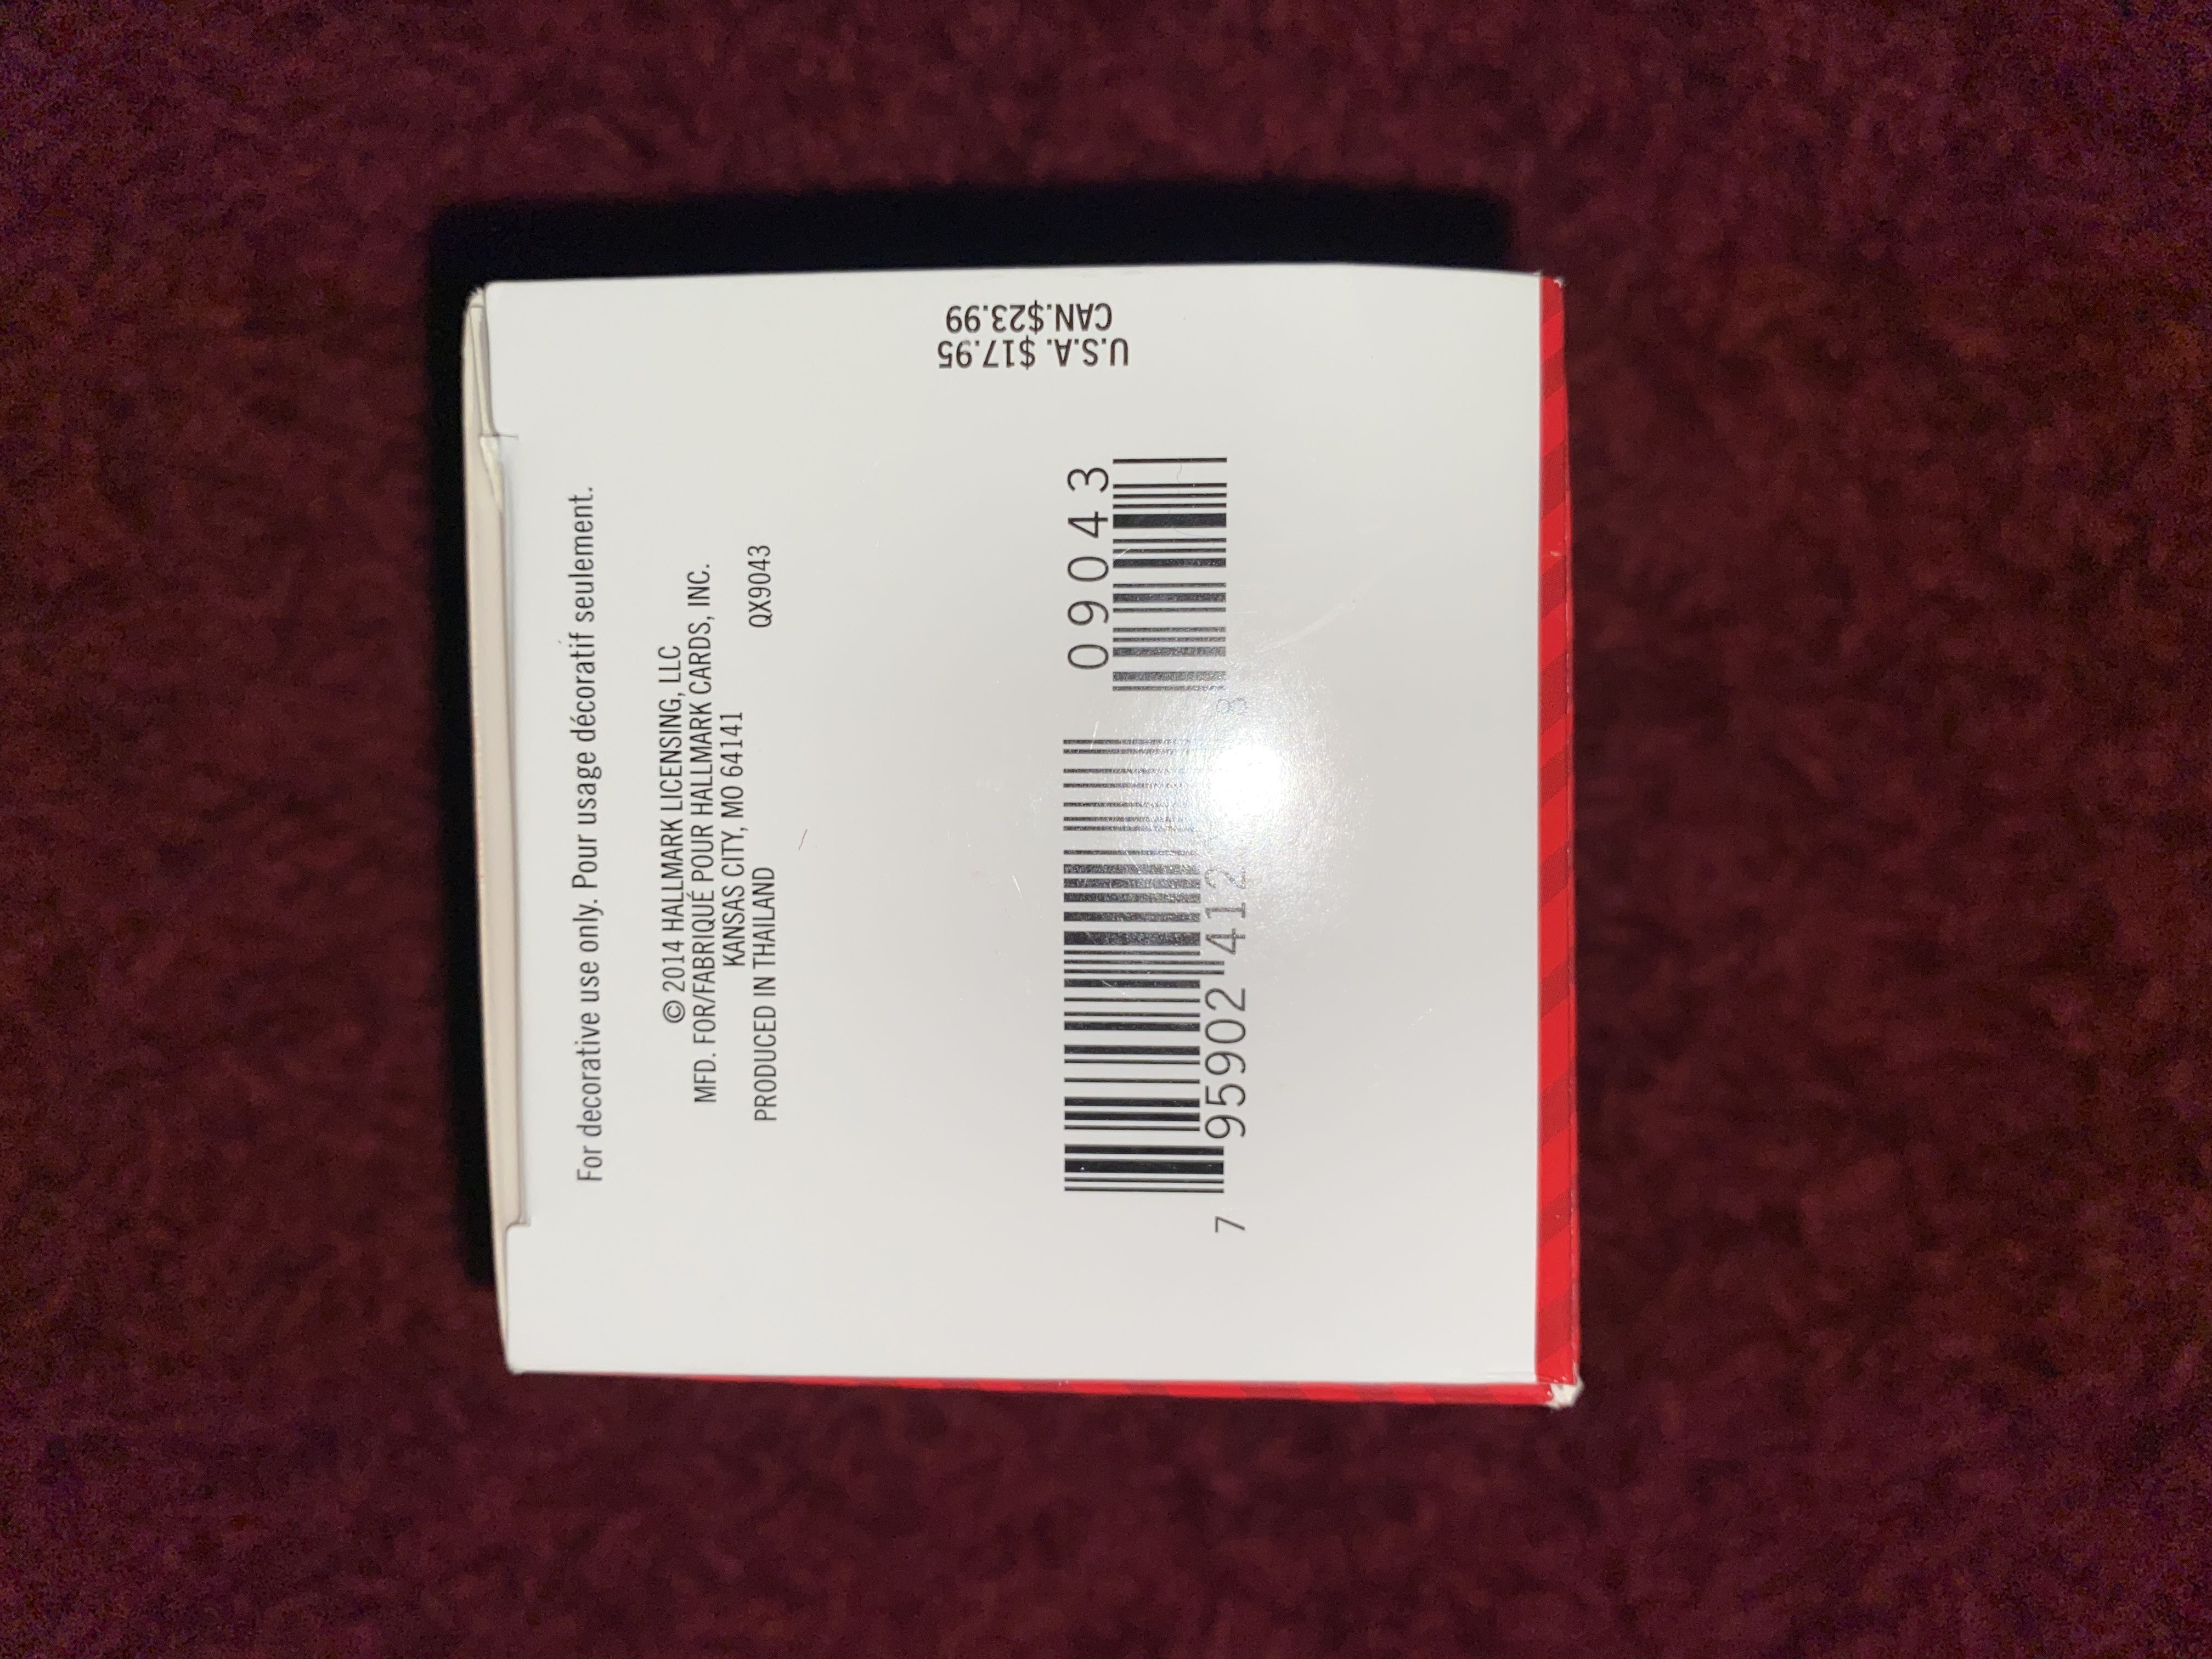 For decorative use only. Pour usage décoratif seulement.
© 2014 HALLMARK LICENSING, LLC
MFD. FOR/FABRIQUÉ POUR HALLMARK CARDS, INC.
KANSAS CITY, MO 64141
PRODUCED IN THAILAND QX9043
09043
7 95902 412 8
U.S.A. $17.95
CAN.$23.99